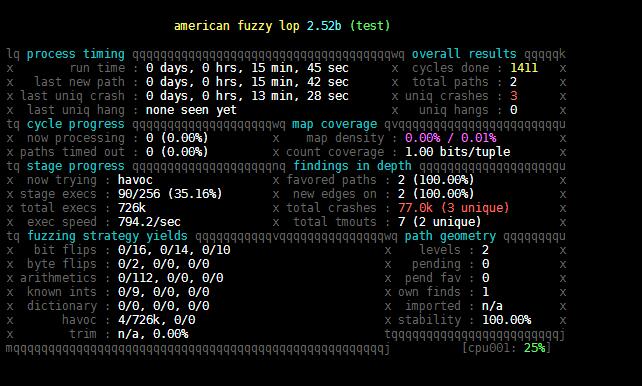 american fuzzy lop 2.52b (test)
lq process timing qqqqqqqqqqqqqqqqqqqqqqqqqqqqqqqqqqqqqwq overall results qqqqqk
x        run time : 0 days, 0 hrs, 15 min, 45 sec      x  cycles done : 1411   x
x   last new path : 0 days, 0 hrs, 15 min, 42 sec      x  total paths : 2      x
x last uniq crash : 0 days, 0 hrs, 13 min, 28 sec      x uniq crashes : 3      x
x  last uniq hang : none seen yet                      x   uniq hangs : 0      x
tq cycle progress qqqqqqqqqqqqqqqqqqqqwq map coverage qvqqqqqqqqqqqqqqqqqqqqqqqu
x  now processing : 0 (0.00%)         x    map density : 0.00% / 0.01%         x
x paths timed out : 0 (0.00%)         x count coverage : 1.00 bits/tuple       x
tq stage progress qqqqqqqqqqqqqqqqqqqqnq findings in depth qqqqqqqqqqqqqqqqqqqqu
x  now trying : havoc                 x favored paths : 2 (100.00%)            x
x stage execs : 90/256 (35.16%)       x  new edges on : 2 (100.00%)            x
x total execs : 726k                  x total crashes : 77.0k (3 unique)       x
x  exec speed : 794.2/sec             x  total tmouts : 7 (2 unique)           x
tq fuzzing strategy yields qqqqqqqqqqqvqqqqqqqqqqqqqqqwq path geometry qqqqqqqqu
x   bit flips : 0/16, 0/14, 0/10                      x    levels : 2          x
x  byte flips : 0/2, 0/0, 0/0                         x   pending : 0          x
x arithmetics : 0/112, 0/0, 0/0                       x  pend fav : 0          x
x  known ints : 0/9, 0/0, 0/0                         x own finds : 1          x
x  dictionary : 0/0, 0/0, 0/0                         x  imported : n/a        x
x       havoc : 4/726k, 0/0                           x stability : 100.00%    x
x        trim : n/a, 0.00%                            tqqqqqqqqqqqqqqqqqqqqqqqqj
mqqqqqqqqqqqqqqqqqqqqqqqqqqqqqqqqqqqqqqqqqqqqqqqqqqqqqj          [cpu001: 25%]